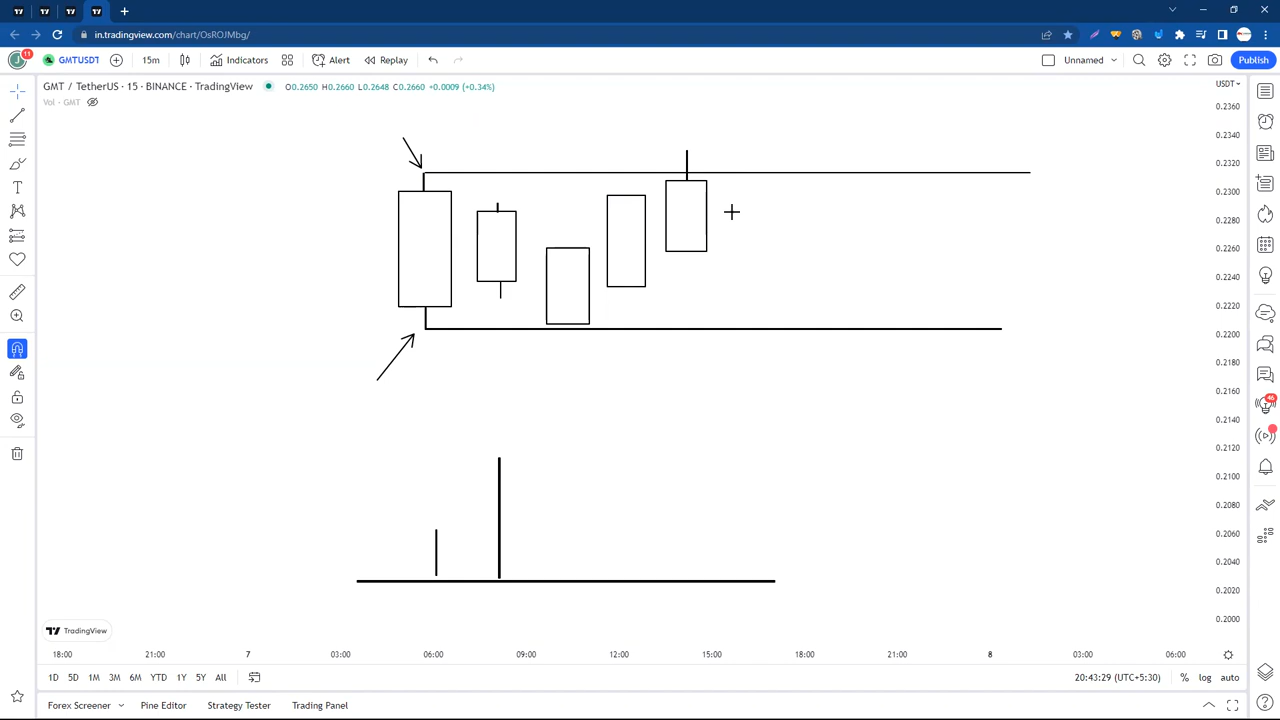 in.tradingview.com/chart/OsROJMbg/
11
GMTUSDT
15m
Indicators
Alert
Replay
Unnamed
Publish
GMT / TetherUS · 15 · BINANCE · TradingView
O0.2650 H0.2660 L0.2648 C0.2660 +0.0009 (+0.34%)
Vol · GMT
USDT
0.2360
0.2340
0.2320
0.2300
0.2280
0.2260
0.2240
0.2220
0.2200
0.2180
0.2160
0.2140
0.2120
0.2100
0.2080
0.2060
0.2040
0.2020
0.2000
46
TradingView
18:00 21:00 7 03:00 06:00 09:00 12:00 15:00 18:00 21:00 8 03:00 06:00
1D 5D 1M 3M 6M YTD 1Y 5Y All
20:43:29 (UTC+5:30) % log auto
Forex Screener Pine Editor Strategy Tester Trading Panel